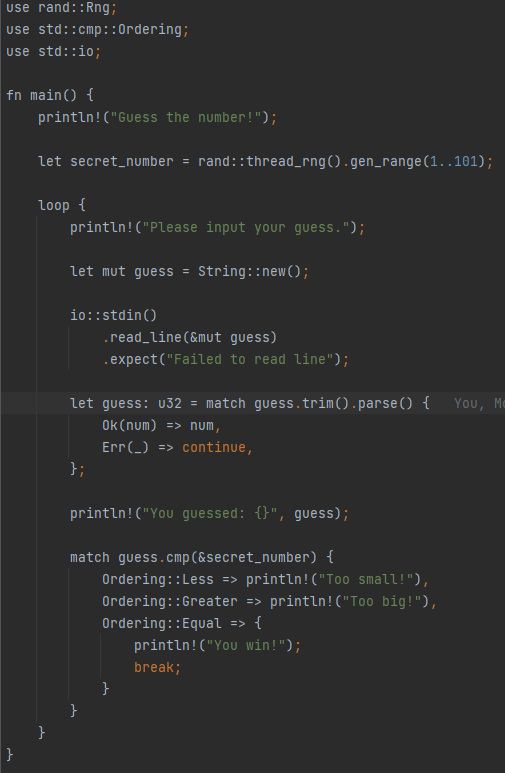 use rand::Rng;
use std::cmp::Ordering;
use std::io;
fn main() {
    println!("Guess the number!");
    let secret_number = rand::thread_rng().gen_range(1..101);
    loop {
        println!("Please input your guess.");
        let mut guess = String::new();
        io::stdin()
            .read_line(&mut guess)
            .expect("Failed to read line");
        let guess: u32 = match guess.trim().parse() {    You,
            Ok(num) => num,
            Err(_) => continue,
        };
        println!("You guessed: {}", guess);
        match guess.cmp(&secret_number) {
            Ordering::Less => println!("Too small!"),
            Ordering::Greater => println!("Too big!"),
            Ordering::Equal => {
                println!("You win!");
                break;
            }
        }
    }
}